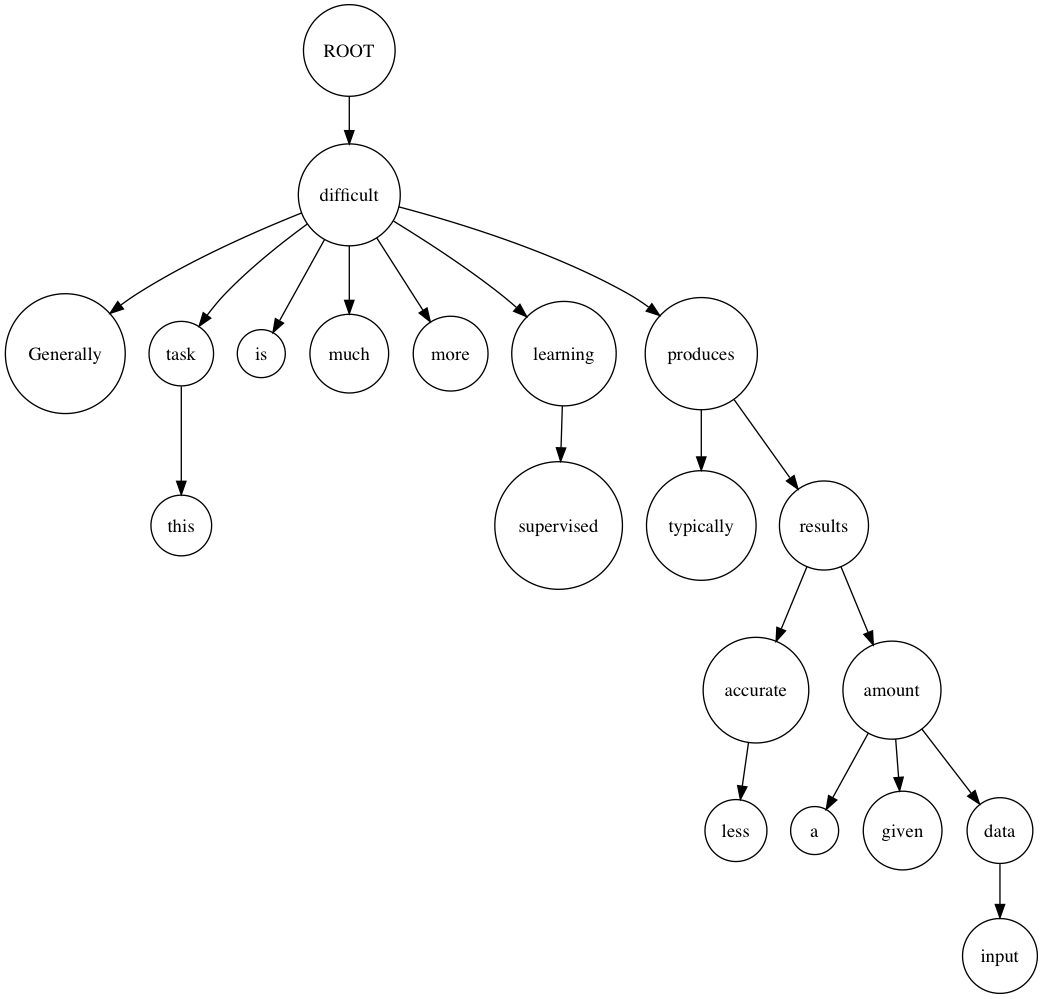 ROOT
difficult
Generally task is much more learning produces
this supervised typically results
accurate amount
less a given data
input